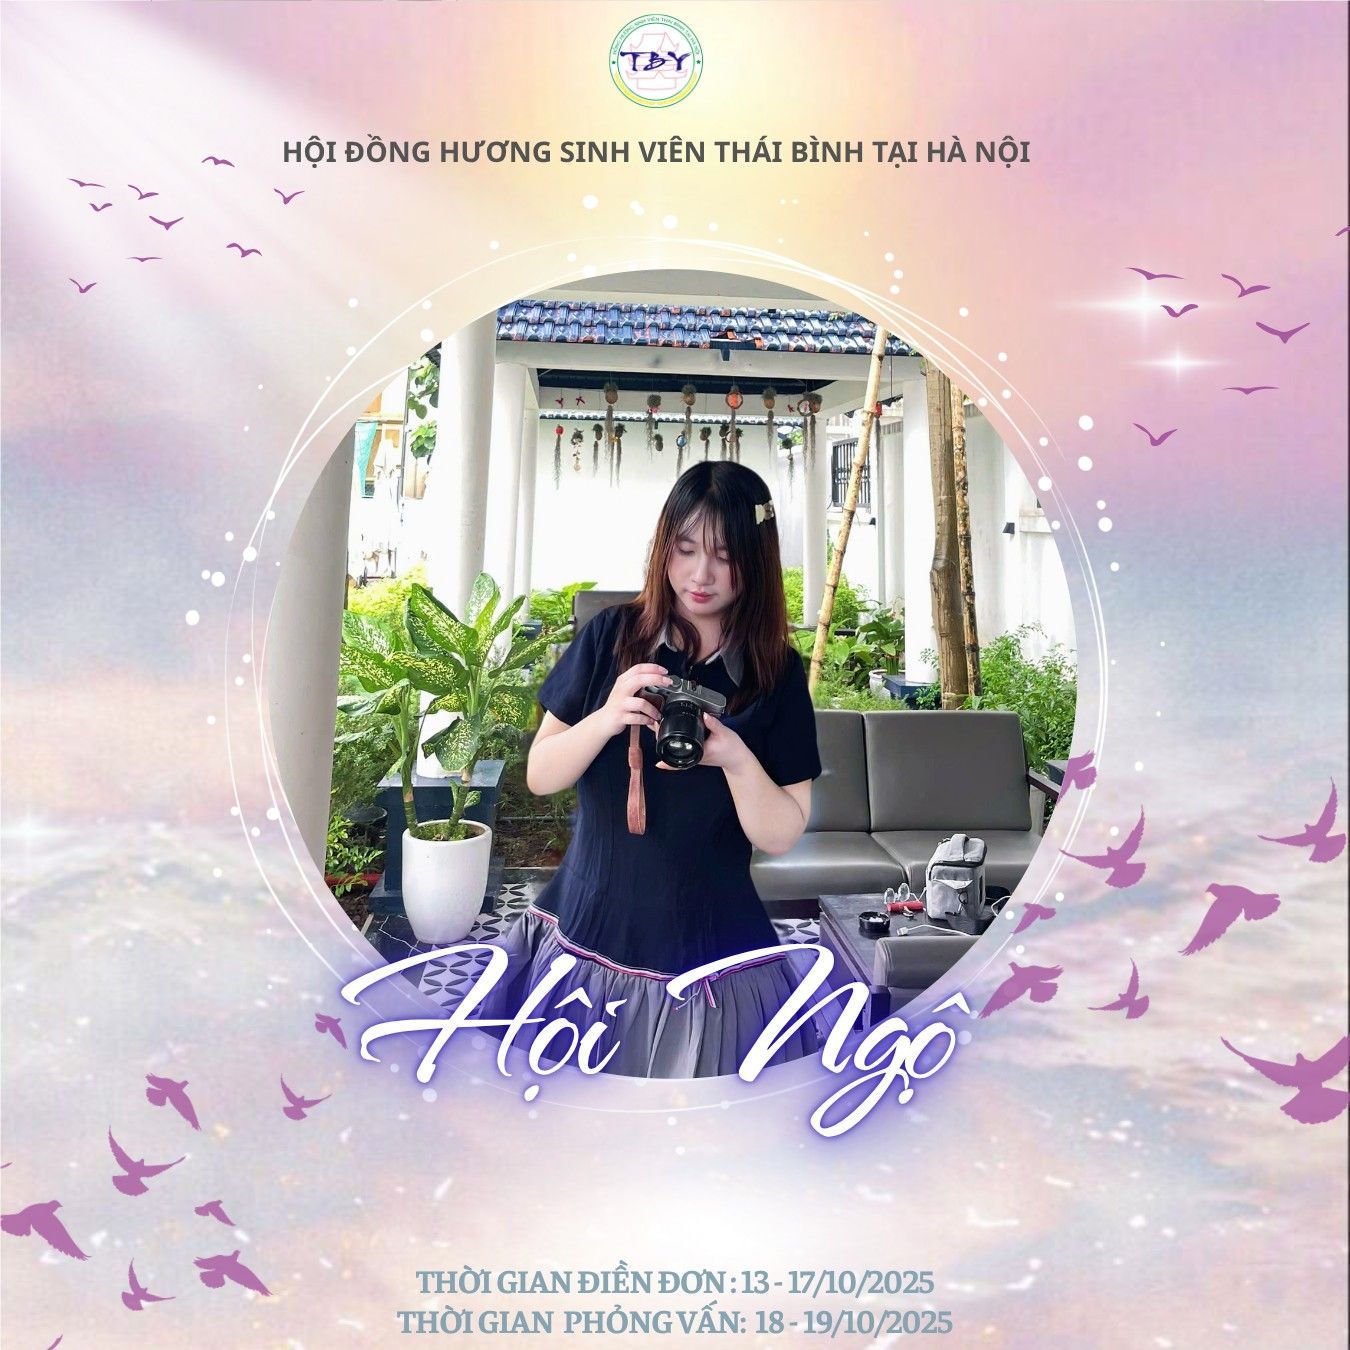 TBY
HỘI ĐỒNG HƯƠNG SINH VIÊN THÁI BÌNH TẠI HÀ NỘI
Hội Ngộ
THỜI GIAN ĐIỀN ĐƠN : 13 - 17/10/2025
THỜI GIAN PHỎNG VẤN: 18 - 19/10/2025